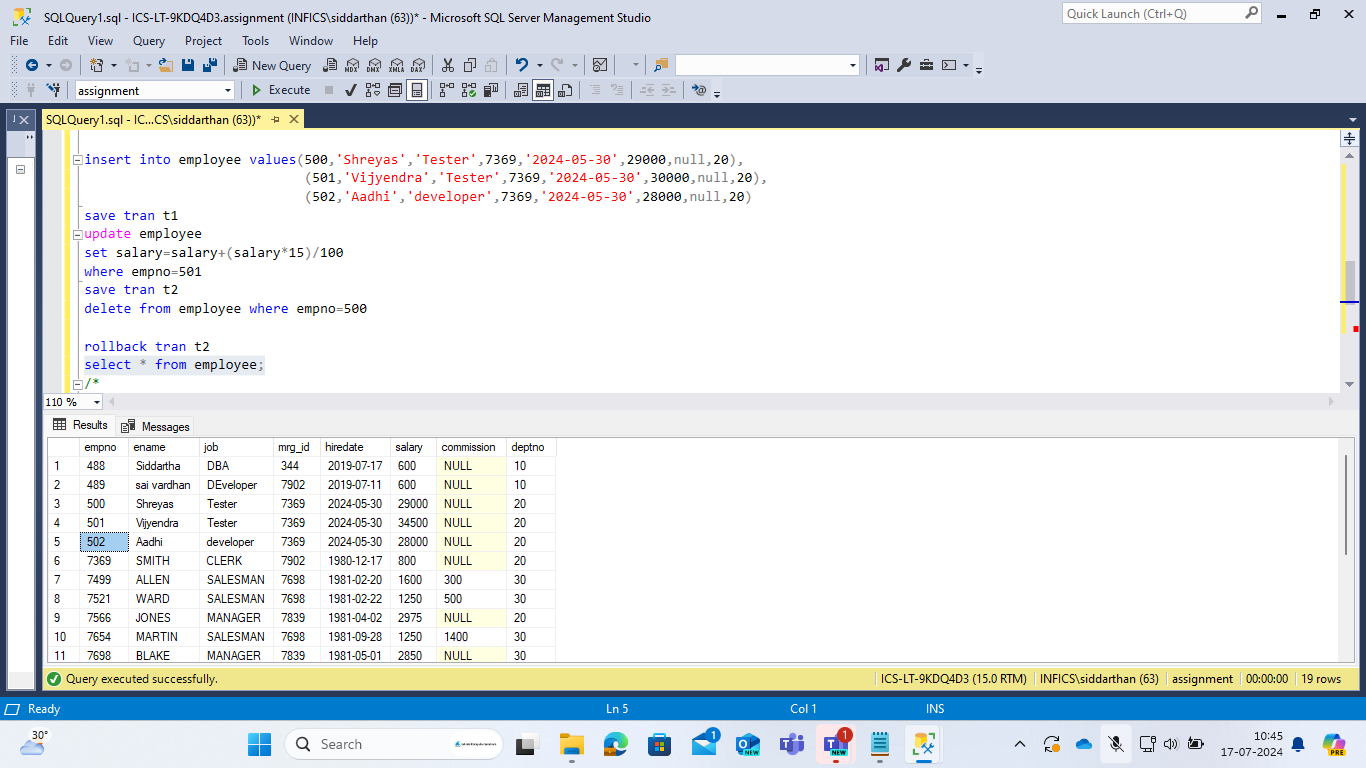 SQLQuery1.sql - ICS-LT-9KDQ4D3.assignment (INFICS\siddarthan (63))* - Microsoft SQL Server Management Studio
Quick Launch (Ctrl+Q)
File Edit View Query Project Tools Window Help
New Query MDX DMX XMLA DAX
assignment Execute
SQLQuery1.sql - IC...CS\siddarthan (63))*
insert into employee values(500,'Shreyas','Tester',7369,'2024-05-30',29000,null,20),
(501,'Vijyendra','Tester',7369,'2024-05-30',30000,null,20),
(502,'Aadhi','developer',7369,'2024-05-30',28000,null,20)
save tran t1
update employee
set salary=salary+(salary*15)/100
where empno=501
save tran t2
delete from employee where empno=500
rollback tran t2
select * from employee;
/*
110 %
Results Messages
empno ename job mrg_id hiredate salary commission deptno
1 488 Siddartha DBA 344 2019-07-17 600 NULL 10
2 489 sai vardhan DEveloper 7902 2019-07-11 600 NULL 10
3 500 Shreyas Tester 7369 2024-05-30 29000 NULL 20
4 501 Vijyendra Tester 7369 2024-05-30 34500 NULL 20
5 502 Aadhi developer 7369 2024-05-30 28000 NULL 20
6 7369 SMITH CLERK 7902 1980-12-17 800 NULL 20
7 7499 ALLEN SALESMAN 7698 1981-02-20 1600 300 30
8 7521 WARD SALESMAN 7698 1981-02-22 1250 500 30
9 7566 JONES MANAGER 7839 1981-04-02 2975 NULL 20
10 7654 MARTIN SALESMAN 7698 1981-09-28 1250 1400 30
11 7698 BLAKE MANAGER 7839 1981-05-01 2850 NULL 30
Query executed successfully. ICS-LT-9KDQ4D3 (15.0 RTM) INFICS\siddarthan (63) assignment 00:00:00 19 rows
Ready Ln 5 Col 1 INS
30° Search 1 NEW 1 NEW 10:45 PRE
17-07-2024